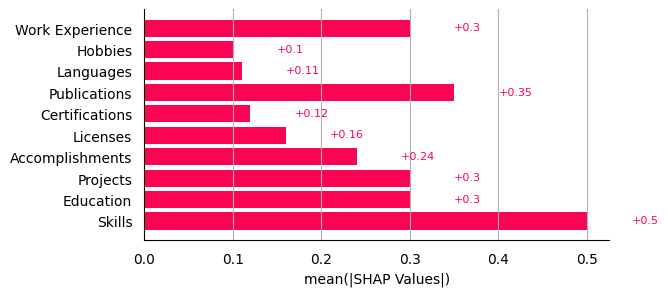 Work Experience +0.3
Hobbies +0.1
Languages +0.11
Publications +0.35
Certifications +0.12
Licenses +0.16
Accomplishments +0.24
Projects +0.3
Education +0.3
Skills +0.5
0.0 0.1 0.2 0.3 0.4 0.5
mean(|SHAP Values|)